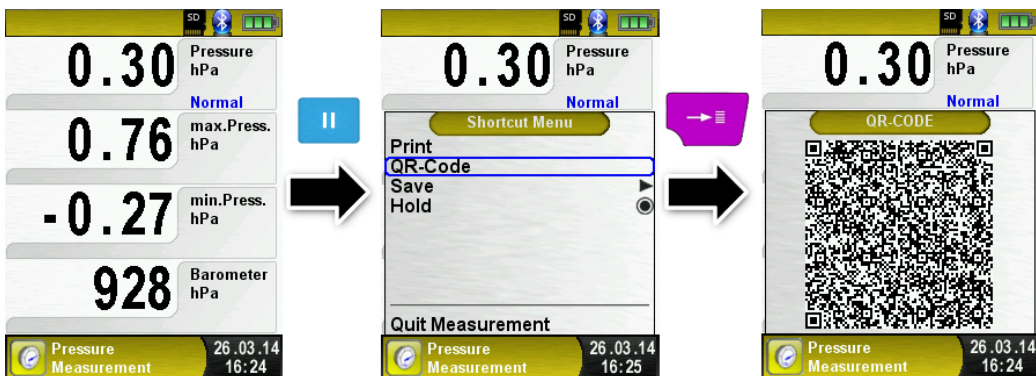 SD
0.30 Pressure
hPa
Normal
0.76 max.Press.
hPa
-0.27 min.Press.
hPa
928 Barometer
hPa
Pressure
Measurement
26.03.14
16:24
SD
0.30 Pressure
hPa
Normal
Shortcut Menu
Print
QR-Code
Save
Hold
Quit Measurement
Pressure
Measurement
26.03.14
16:25
SD
0.30 Pressure
hPa
Normal
QR-CODE
Pressure
Measurement
26.03.14
16:24